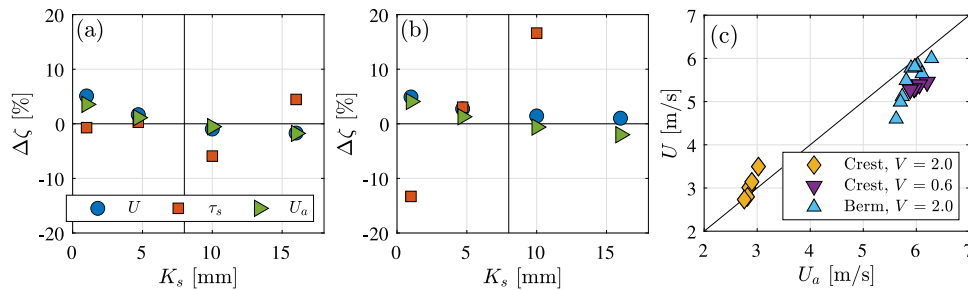 (a)
20
10
0
-10
-20
Δζ [%]
U τ_s U_a
0 5 10 15
K_s [mm]
(b)
20
10
0
-10
-20
Δζ [%]
0 5 10 15
K_s [mm]
(c)
7
6
5
4
3
2
U [m/s]
Crest, V = 2.0
Crest, V = 0.6
Berm, V = 2.0
2 3 4 5 6 7
U_a [m/s]